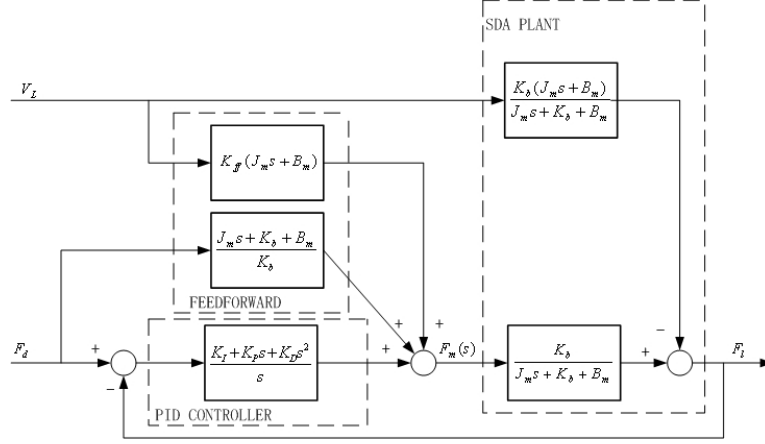 SDA PLANT
V_L
K_b(J_m s+B_m)
J_m s+K_b+B_m
K_ff(J_m s+B_m)
J_m s+K_b+B_m
K_b
FEEDFORWARD
+
+
−
F_d
+
K_I+K_P s+K_D s²
s
+
F_m(s)
K_b
J_m s+K_b+B_m
+
F_l
−
PID CONTROLLER